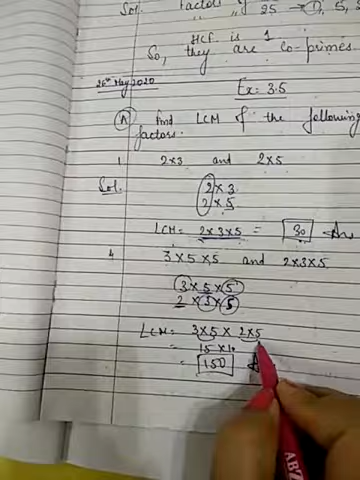 Sol. factors of 25 → 1, 5, 2
HCF is 1
So, they are co-primes.
26th May 2020
Ex: 3.5
(A) Find LCM of the following
factors.
1 2×3 and 2×5
Sol. 2×3
2×5
LCM = 2×3×5 = 30 Ans
4 3×5×5 and 2×3×5
3×5×5
2×3×5
LCM = 3×5×2×5
= 15×10
= 150